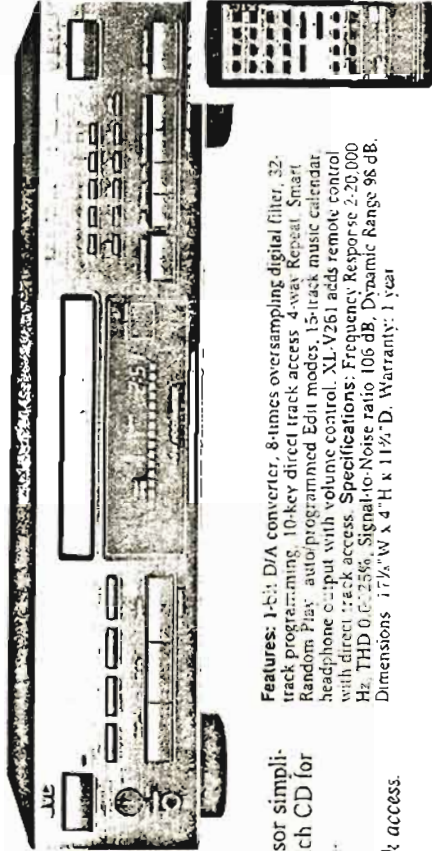 JVC
sor simpli-
ch CD for
k access.
Features: 1-bit D/A converter, 8-times oversampling digital filter, 32-
track programming, 10-key direct track access 4-way Repeat, Smart
Random Play, auto/programmed Edit modes, 15-track music calendar,
headphone output with volume control. XL-V261 adds remote control
with direct track access. Specifications: Frequency Response 2-20,000
Hz, THD Signal-to-Noise ratio 106 dB, Dynamic Range 98 dB.
Dimensions 17⅛"W x 4"H x 11¾"D. Warranty: 1 year